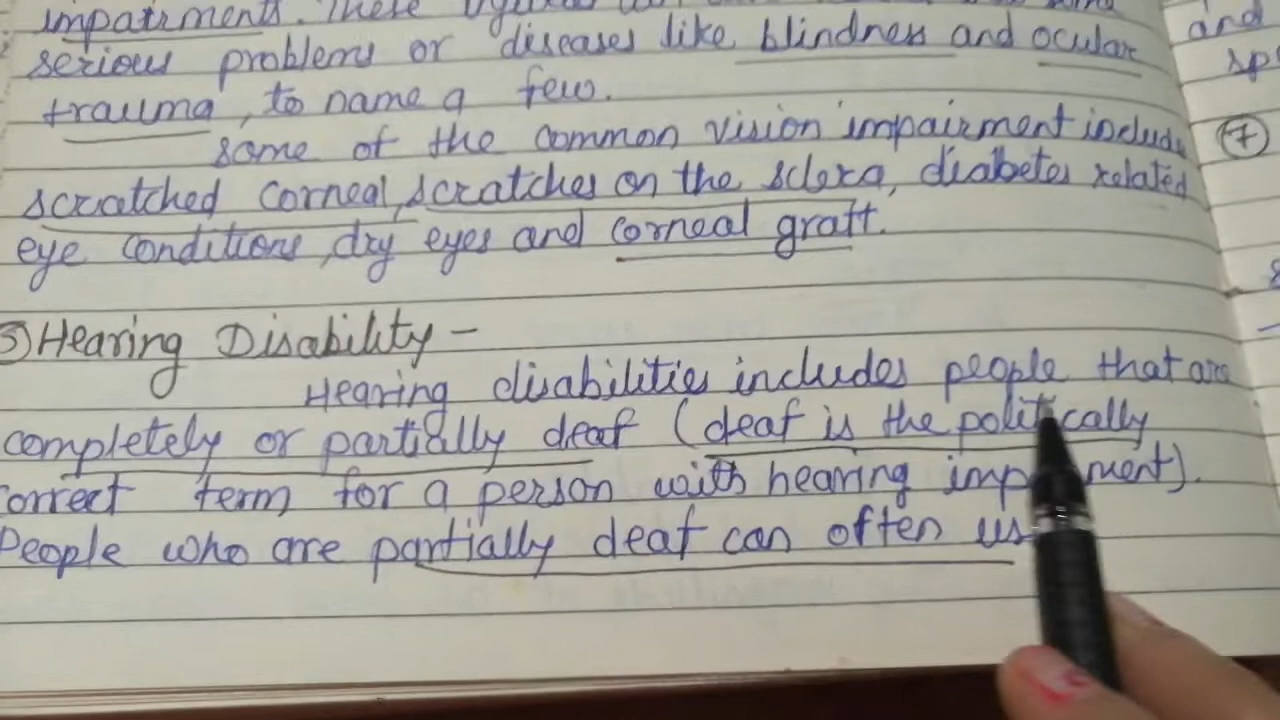 impairments. These
serious problems or diseases like blindness and ocular
trauma, to name a few.
some of the common vision impairment include
scratched corneal, scratches on the sclera, diabetes related
eye conditions, dry eyes and corneal graft.
Hearing Disability -
Hearing disabilities includes people that are
completely or partially deaf (deaf is the politically
correct term for a person with hearing impairment).
People who are partially deaf can often us
and
sp
7